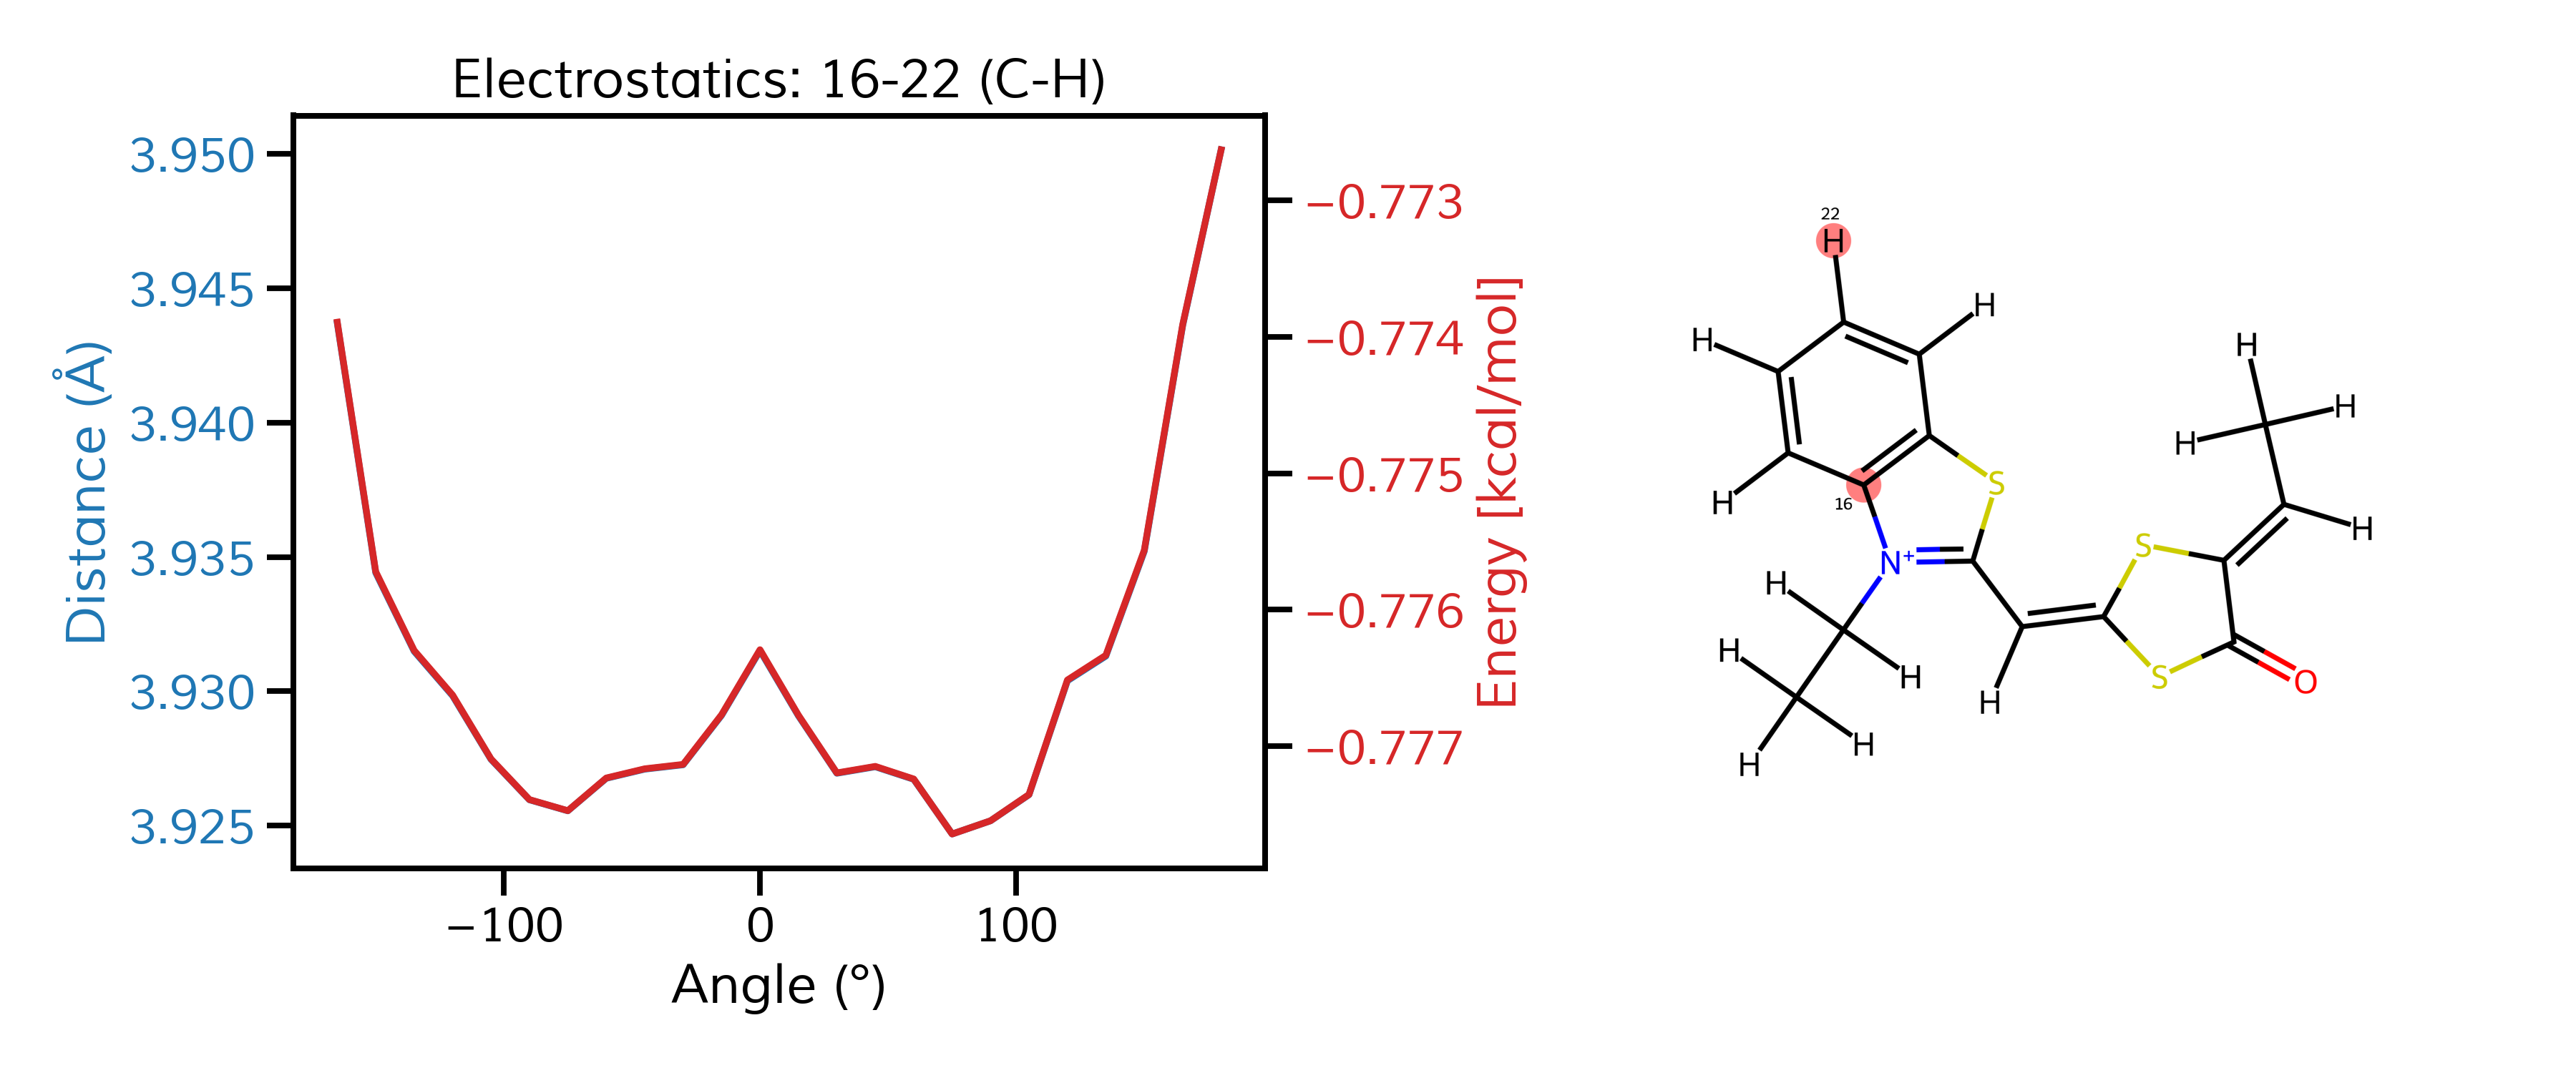 Electrostatics: 16-22 (C-H)
Distance (Å)
3.950
3.945
3.940
3.935
3.930
3.925
−100
0
100
Angle (°)
−0.773
−0.774
−0.775
−0.776
−0.777
Energy [kcal/mol]
22
H
H
H
H
H
H
H
S
16
H
S
H
N+
H
H
H
S
O
H
H
H